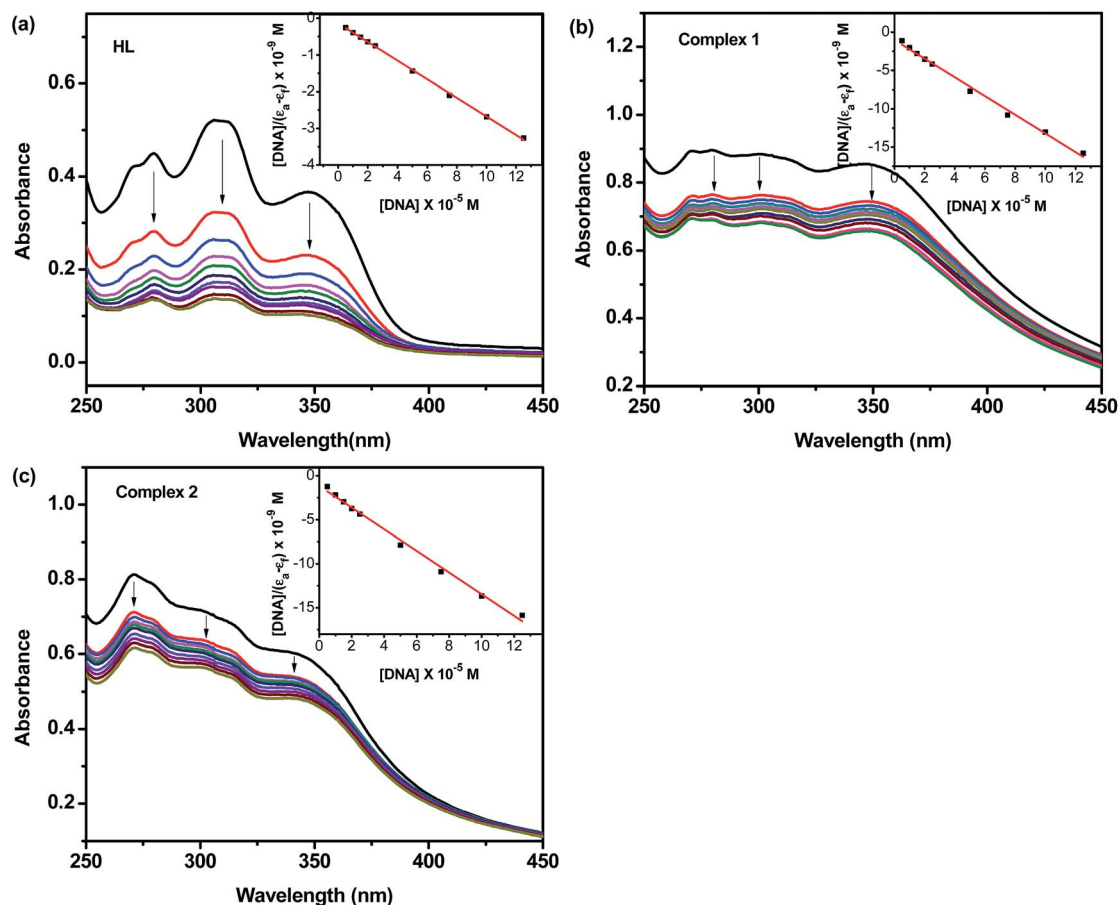 (a)
HL
Absorbance
0.6
0.4
0.2
0.0
250 300 350 400 450
Wavelength(nm)
[DNA]/(εa-εf) x 10-9 M
0
-1
-2
-3
-4
0 2 4 6 8 10 12
[DNA] X 10-5 M
(b)
Complex 1
Absorbance
1.2
1.0
0.8
0.6
0.4
0.2
250 300 350 400 450
Wavelength (nm)
[DNA]/(εa-εf) x 10-9 M
0
-5
-10
-15
0 2 4 6 8 10 12
[DNA] X 10-5 M
(c)
Complex 2
Absorbance
1.0
0.8
0.6
0.4
0.2
250 300 350 400 450
Wavelength (nm)
[DNA]/(εa-εf) x 10-9 M
0
-5
-10
-15
0 2 4 6 8 10 12
[DNA] X 10-5 M